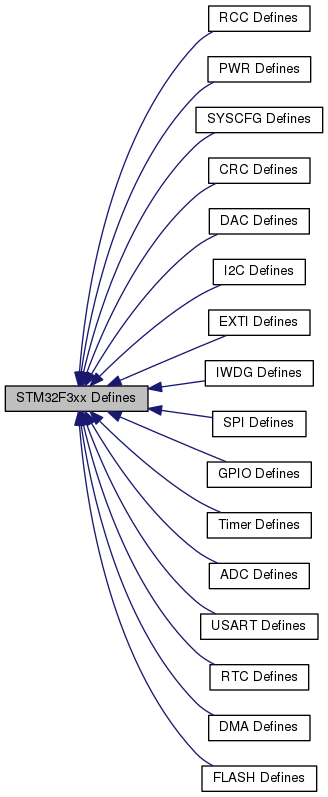 RCC Defines
PWR Defines
SYSCFG Defines
CRC Defines
DAC Defines
I2C Defines
EXTI Defines
IWDG Defines
STM32F3xx Defines
SPI Defines
GPIO Defines
Timer Defines
ADC Defines
USART Defines
RTC Defines
DMA Defines
FLASH Defines